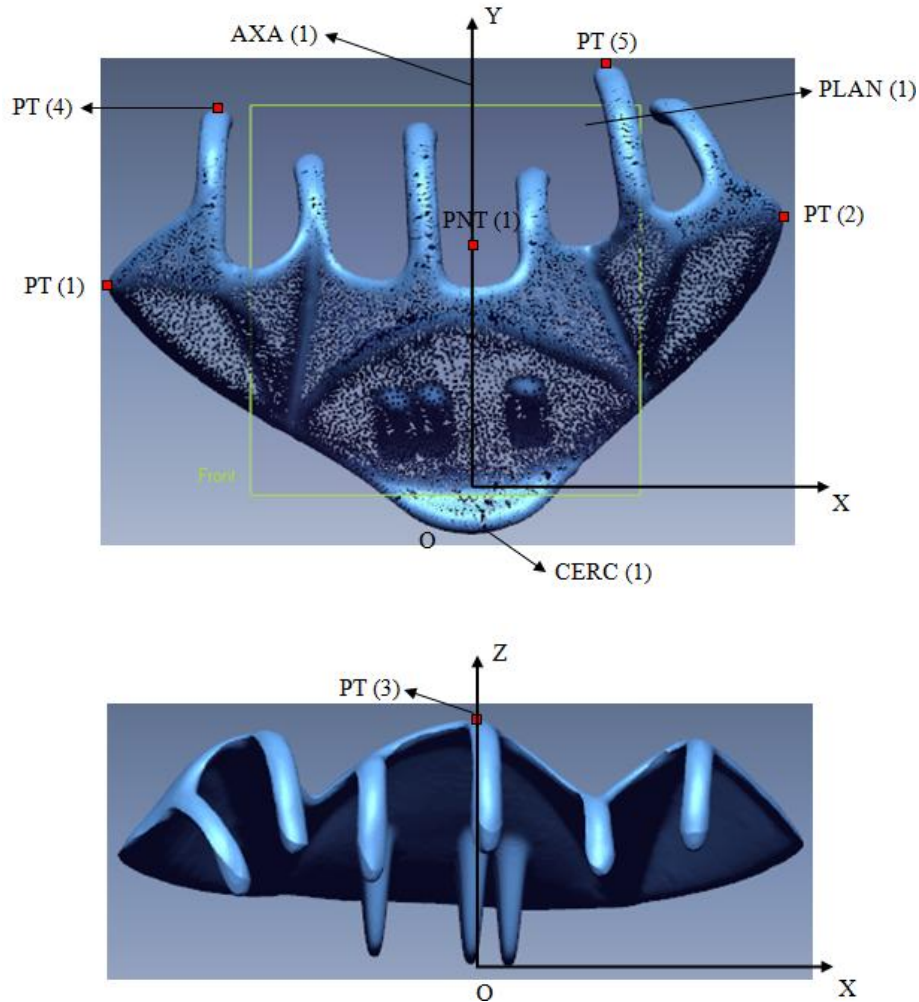 AXA (1)
Y
PT (5)
PT (4)
PLAN (1)
PNT (1)
PT (2)
PT (1)
Front
X
O
CERC (1)
Z
PT (3)
O
X